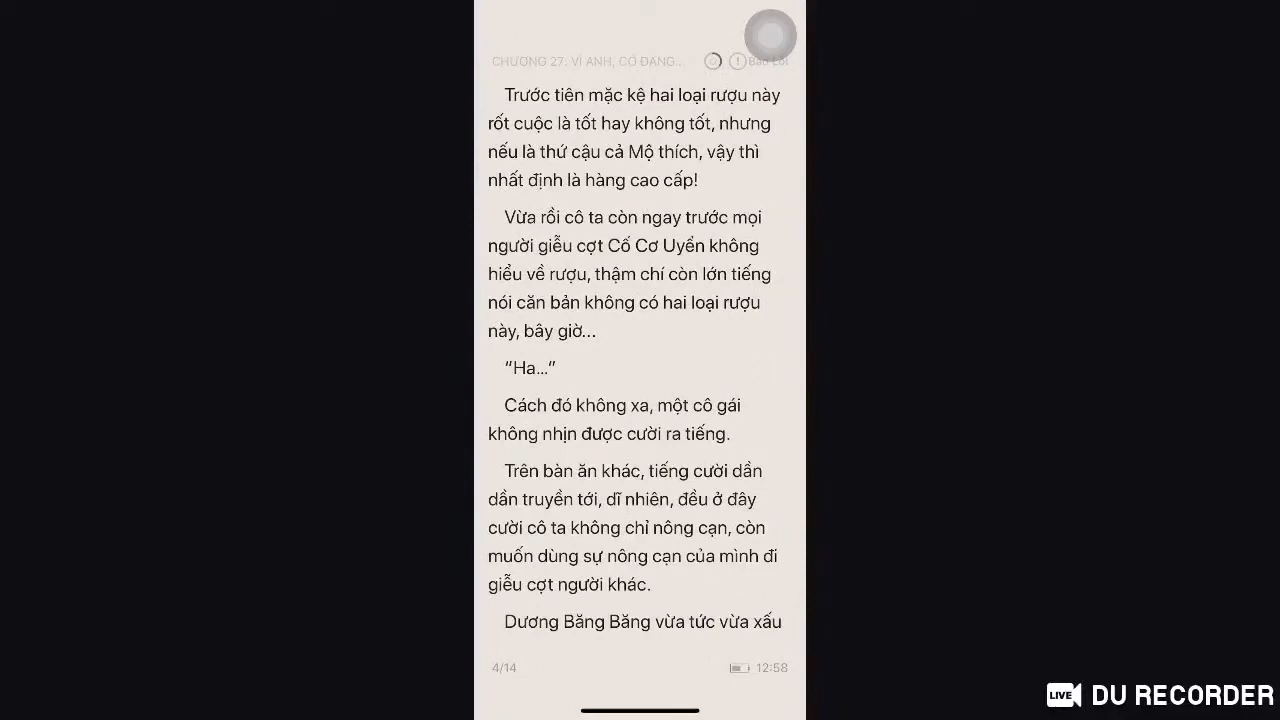 CHƯƠNG 27: VÌ ANH, CÔ ĐANG...
Báo Lỗi
Trước tiên mặc kệ hai loại rượu này
rốt cuộc là tốt hay không tốt, nhưng
nếu là thứ cậu cả Mộ thích, vậy thì
nhất định là hàng cao cấp!
Vừa rồi cô ta còn ngay trước mọi
người giễu cợt Cố Cơ Uyển không
hiểu về rượu, thậm chí còn lớn tiếng
nói căn bản không có hai loại rượu
này, bây giờ...
“Ha...”
Cách đó không xa, một cô gái
không nhịn được cười ra tiếng.
Trên bàn ăn khác, tiếng cười dần
dần truyền tới, dĩ nhiên, đều ở đây
cười cô ta không chỉ nông cạn, còn
muốn dùng sự nông cạn của mình đi
giễu cợt người khác.
Dương Băng Băng vừa tức vừa xấu
4/14
12:58
LIVE DU RECORDER